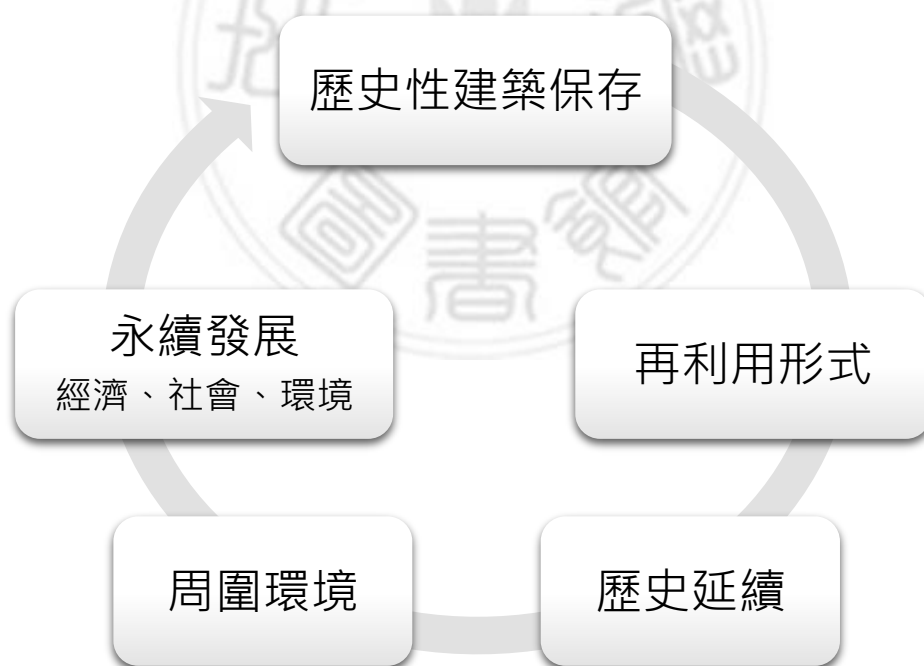 歷史性建築保存
再利用形式
歷史延續
周圍環境
永續發展
經濟、社會、環境
書